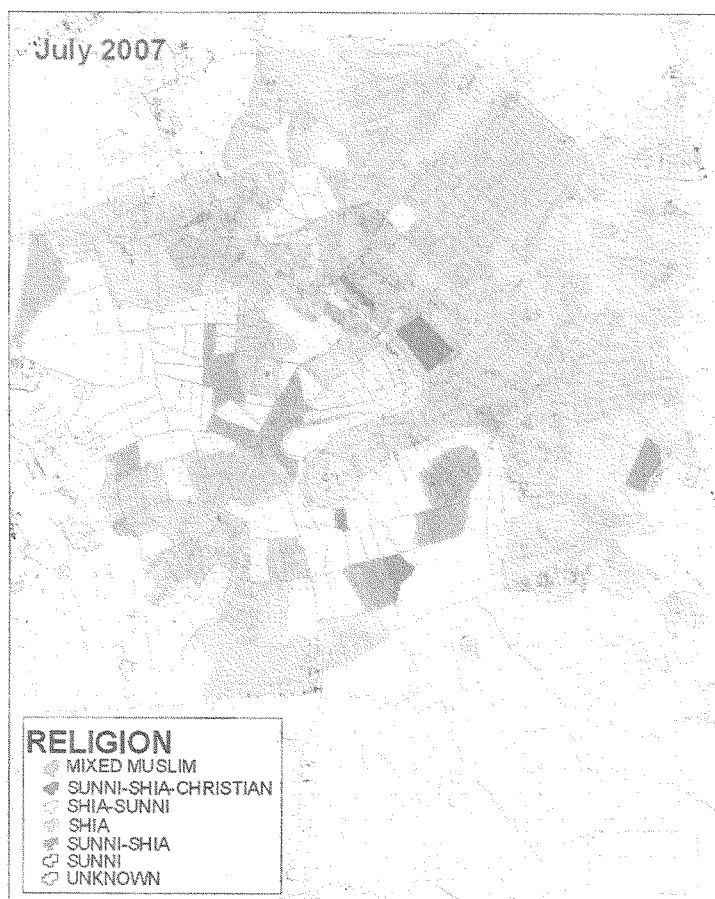 July 2007
RELIGION
MIXED MUSLIM
SUNNI-SHIA-CHRISTIAN
SHIA-SUNNI
SHIA
SUNNI-SHIA
SUNNI
UNKNOWN